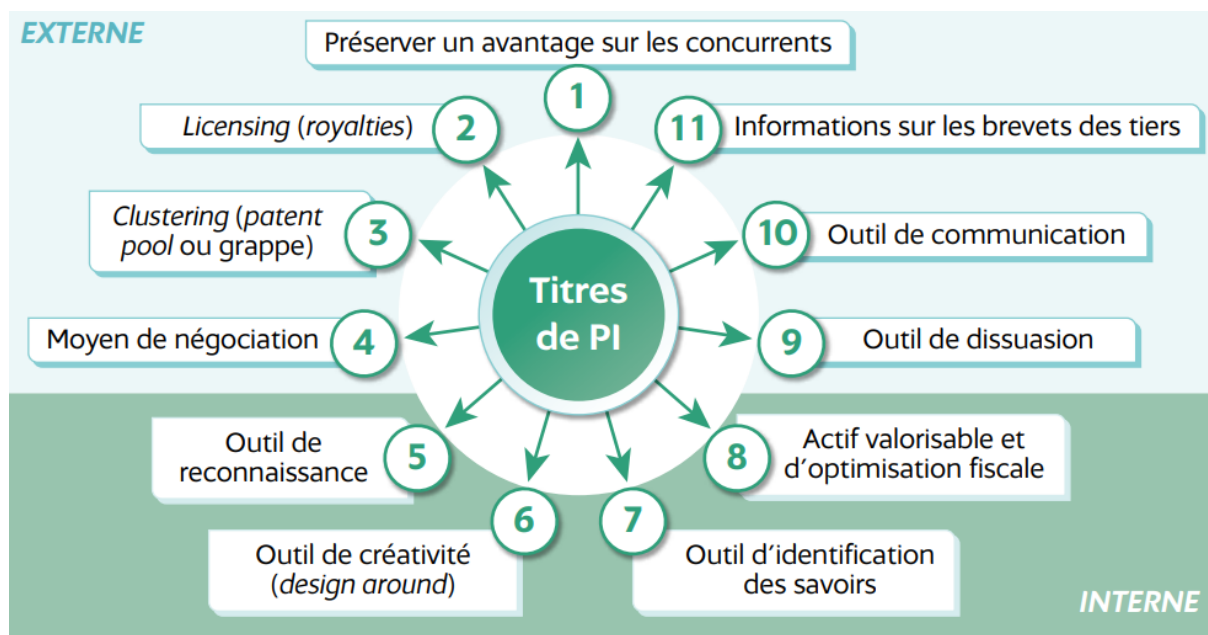 EXTERNE
Préserver un avantage sur les concurrents
1
Licensing (royalties)
2
11
Informations sur les brevets des tiers
Clustering (patent
pool ou grappe)
3
10
Outil de communication
Titres
de PI
Moyen de négociation
4
9
Outil de dissuasion
Outil de
reconnaissance
5
8
Actif valorisable et
d'optimisation fiscale
6
7
Outil de créativité
(design around)
Outil d'identification
des savoirs
INTERNE